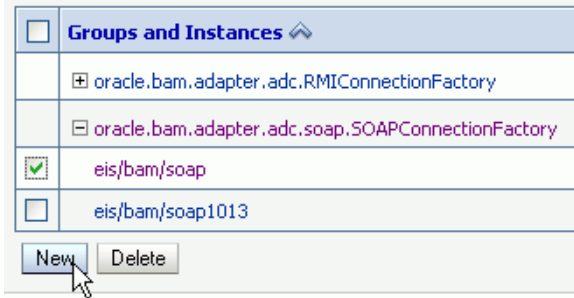 Groups and Instances
oracle.bam.adapter.adc.RMIConnectionFactory
oracle.bam.adapter.adc.soap.SOAPConnectionFactory
eis/bam/soap
eis/bam/soap1013
New Delete